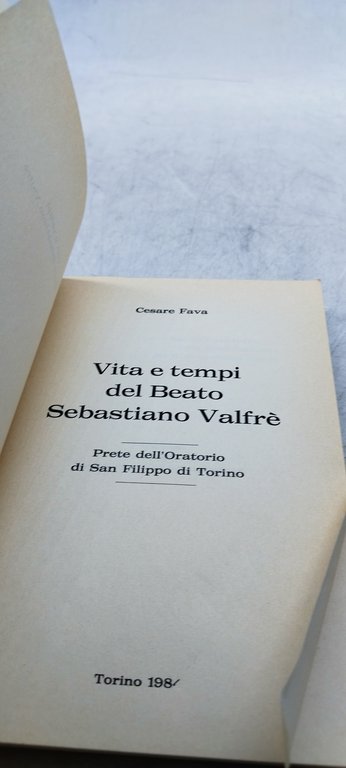 Cesare Fava
Vita e tempi
del Beato
Sebastiano Valfrè
Prete dell'Oratorio
di San Filippo di Torino
Torino